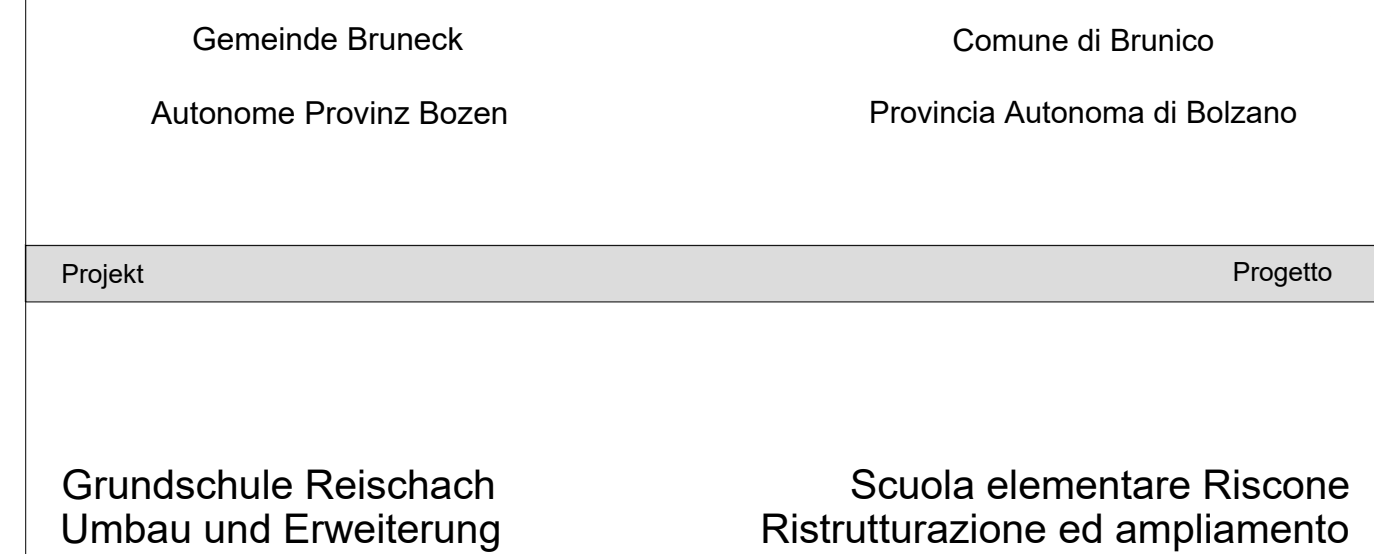 Gemeinde Bruneck
Comune di Brunico
Autonome Provinz Bozen
Provincia Autonoma di Bolzano
Projekt
Progetto
Grundschule Reischach
Umbau und Erweiterung
Scuola elementare Riscone
Ristrutturazione ed ampliamento